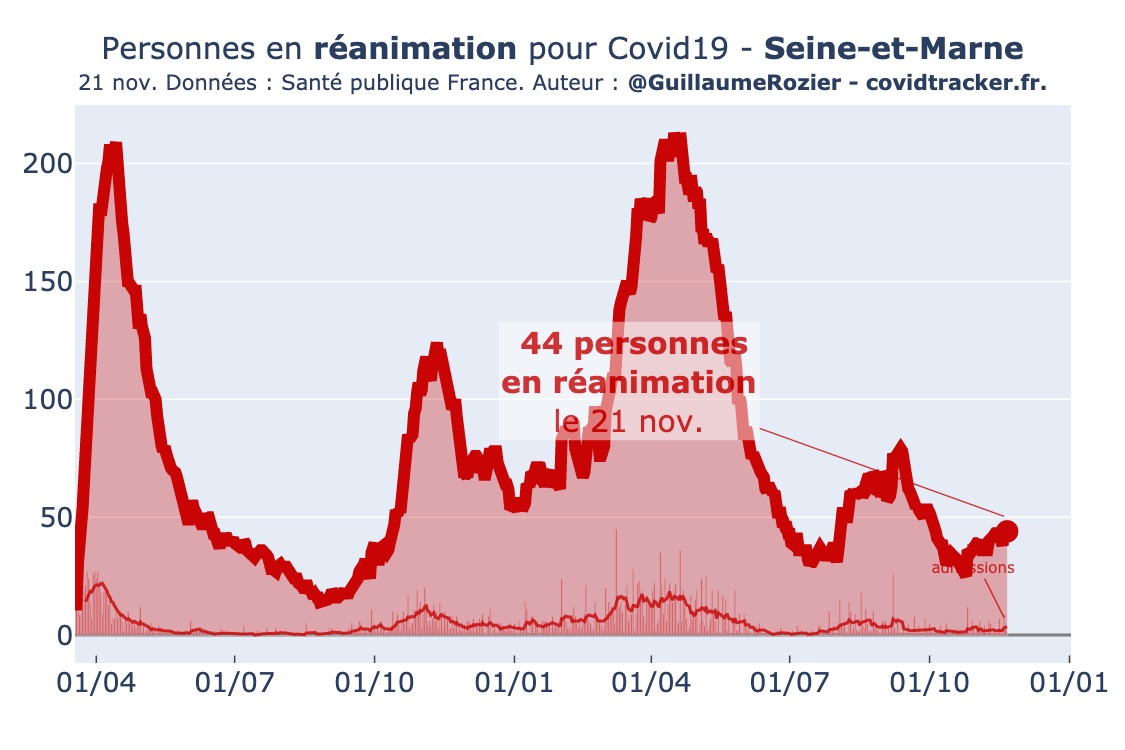 Personnes en réanimation pour Covid19 - Seine-et-Marne
21 nov. Données : Santé publique France. Auteur : @GuillaumeRozier - covidtracker.fr.
200
150
100
50
0
44 personnes
en réanimation
le 21 nov.
admissions
01/04
01/07
01/10
01/01
01/04
01/07
01/10
01/01